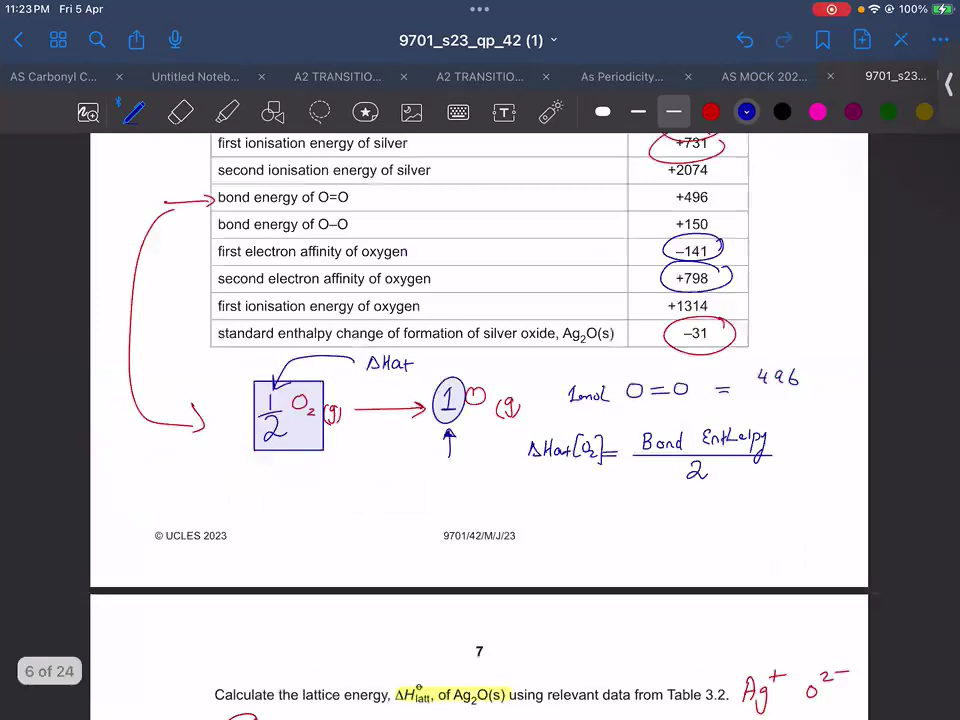 11:23 PM Fri 5 Apr 100%
9701_s23_qp_42 (1)
AS Carbonyl C... Untitled Noteb... A2 TRANSITIO... A2 TRANSITIO... As Periodicity... AS MOCK 202... 9701_s23...
first ionisation energy of silver +731
second ionisation energy of silver +2074
bond energy of O=O +496
bond energy of O–O +150
first electron affinity of oxygen –141
second electron affinity of oxygen +798
first ionisation energy of oxygen +1314
standard enthalpy change of formation of silver oxide, Ag₂O(s) –31
ΔHat
1/2 O₂ (g) → 1 O (g)
1mol O=O = 496
ΔHat[O₂] = Bond Enthalpy / 2
© UCLES 2023 9701/42/M/J/23
7
6 of 24
Calculate the lattice energy, ΔH⦵latt, of Ag₂O(s) using relevant data from Table 3.2.
Ag⁺ O²⁻